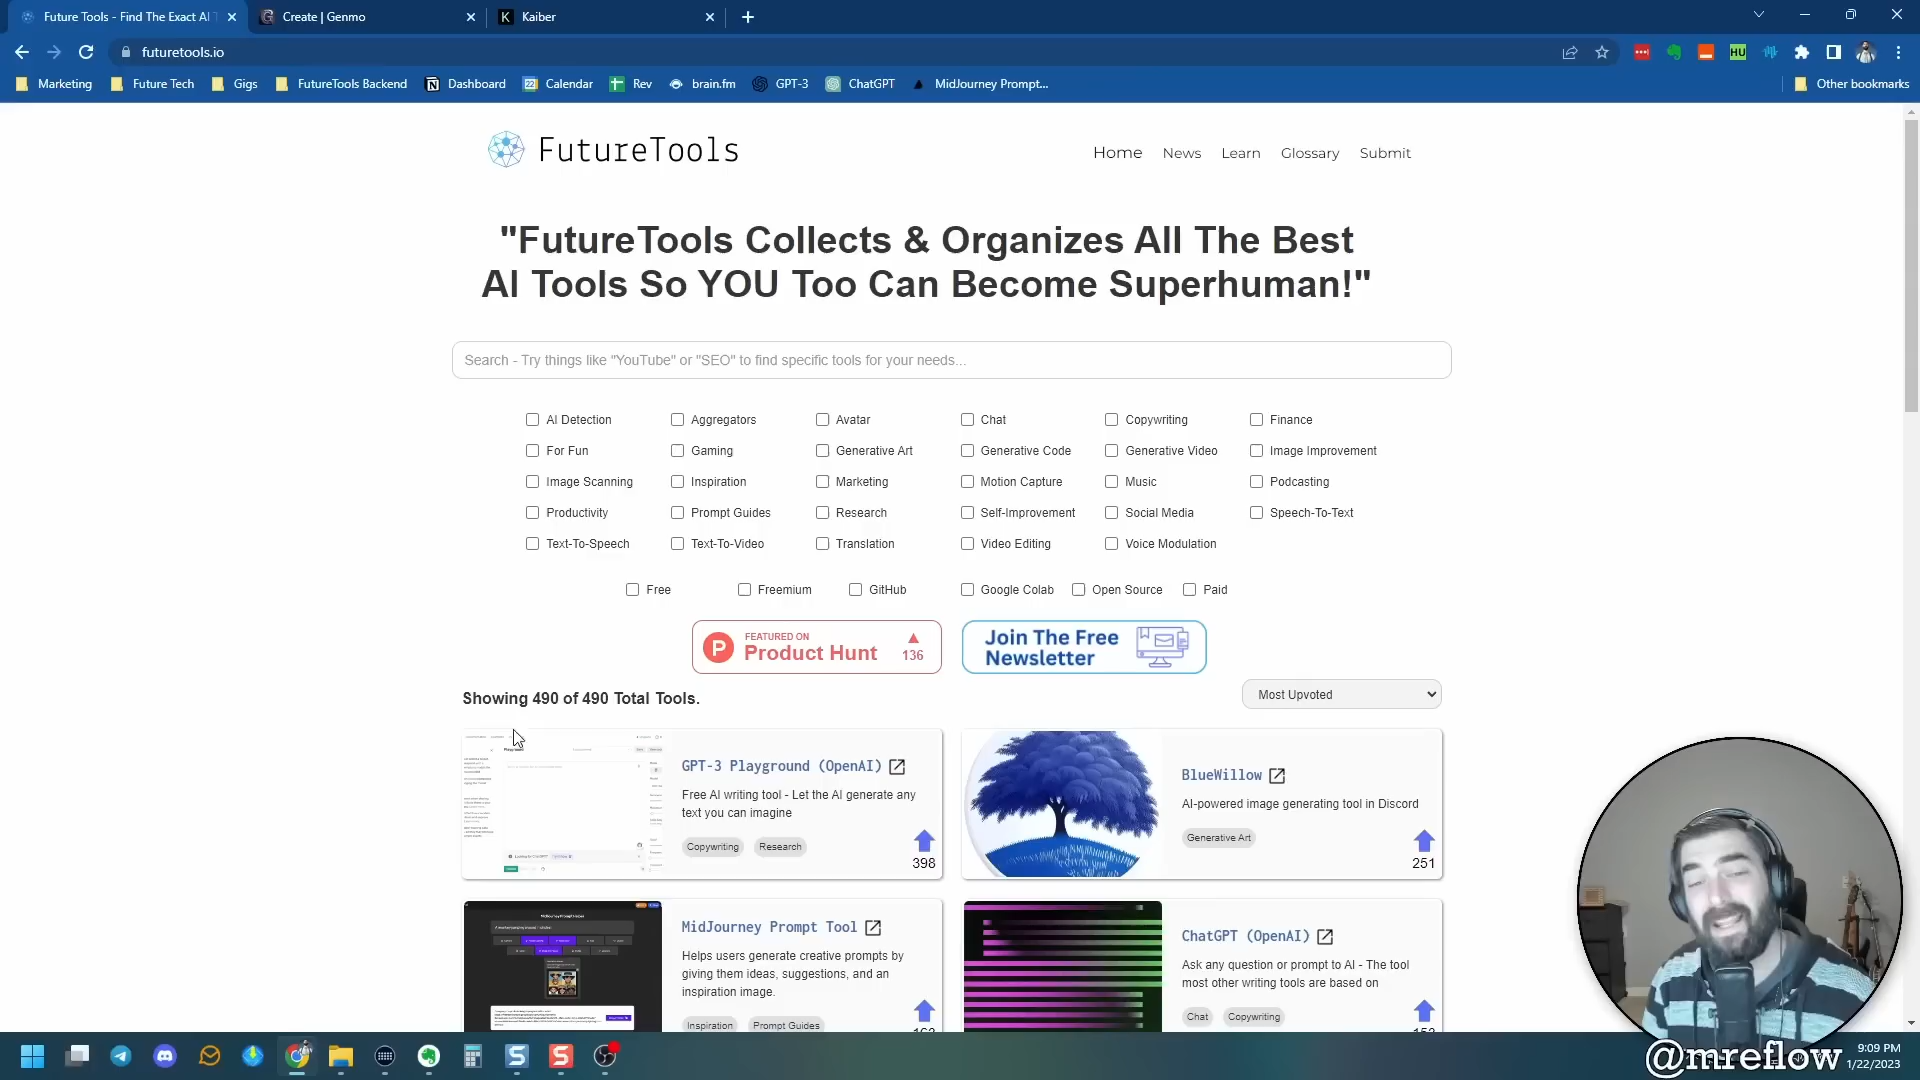 Future Tools - Find The Exact AI T
Create | Genmo
Kaiber
futuretools.io
Marketing
Future Tech
Gigs
FutureTools Backend
Dashboard
Calendar
Rev
brain.fm
GPT-3
ChatGPT
MidJourney Prompt...
Other bookmarks
FutureTools
Home
News
Learn
Glossary
Submit
"FutureTools Collects & Organizes All The Best
AI Tools So YOU Too Can Become Superhuman!"
Search - Try things like "YouTube" or "SEO" to find specific tools for your needs...
AI Detection
Aggregators
Avatar
Chat
Copywriting
Finance
For Fun
Gaming
Generative Art
Generative Code
Generative Video
Image Improvement
Image Scanning
Inspiration
Marketing
Motion Capture
Music
Podcasting
Productivity
Prompt Guides
Research
Self-Improvement
Social Media
Speech-To-Text
Text-To-Speech
Text-To-Video
Translation
Video Editing
Voice Modulation
Free
Freemium
GitHub
Google Colab
Open Source
Paid
FEATURED ON
Product Hunt
136
Join The Free
Newsletter
Showing 490 of 490 Total Tools.
Most Upvoted
GPT-3 Playground (OpenAI)
Free AI writing tool - Let the AI generate any
text you can imagine
Copywriting
Research
398
BlueWillow
AI-powered image generating tool in Discord
Generative Art
251
MidJourney Prompt Tool
Helps users generate creative prompts by
giving them ideas, suggestions, and an
inspiration image.
Inspiration
Prompt Guides
ChatGPT (OpenAI)
Ask any question or prompt to AI - The tool
most other writing tools are based on
Chat
Copywriting
@mreflow
9:09 PM
1/22/2023